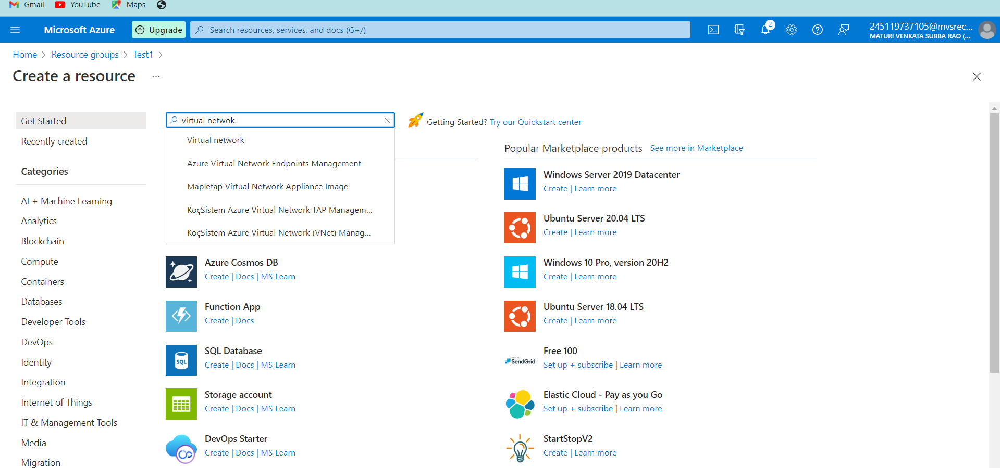 Gmail YouTube Maps
Microsoft Azure Upgrade Search resources, services, and docs (G+/) 2 245119737105@mvsrec...
MATURI VENKATA SUBBA RAO (...
Home > Resource groups > Test1 >
Create a resource ...
Get Started
Recently created
Categories
AI + Machine Learning
Analytics
Blockchain
Compute
Containers
Databases
Developer Tools
DevOps
Identity
Integration
Internet of Things
IT & Management Tools
Media
Migration
virtual netwok
Virtual network
Azure Virtual Network Endpoints Management
Mapletap Virtual Network Appliance Image
KoçSistem Azure Virtual Network TAP Managem...
KoçSistem Azure Virtual Network (VNet) Manag...
Azure Cosmos DB
Create | Docs | MS Learn
Function App
Create | Docs
SQL
SQL Database
Create | Docs | MS Learn
Storage account
Create | Docs | MS Learn
DevOps Starter
Create | Docs | MS Learn
Getting Started? Try our Quickstart center
Popular Marketplace products See more in Marketplace
Windows Server 2019 Datacenter
Create | Learn more
Ubuntu Server 20.04 LTS
Create | Learn more
Windows 10 Pro, version 20H2
Create | Learn more
Ubuntu Server 18.04 LTS
Create | Learn more
SendGrid
Free 100
Set up + subscribe | Learn more
Elastic Cloud - Pay as you Go
Set up + subscribe | Learn more
StartStopV2
Create | Learn more